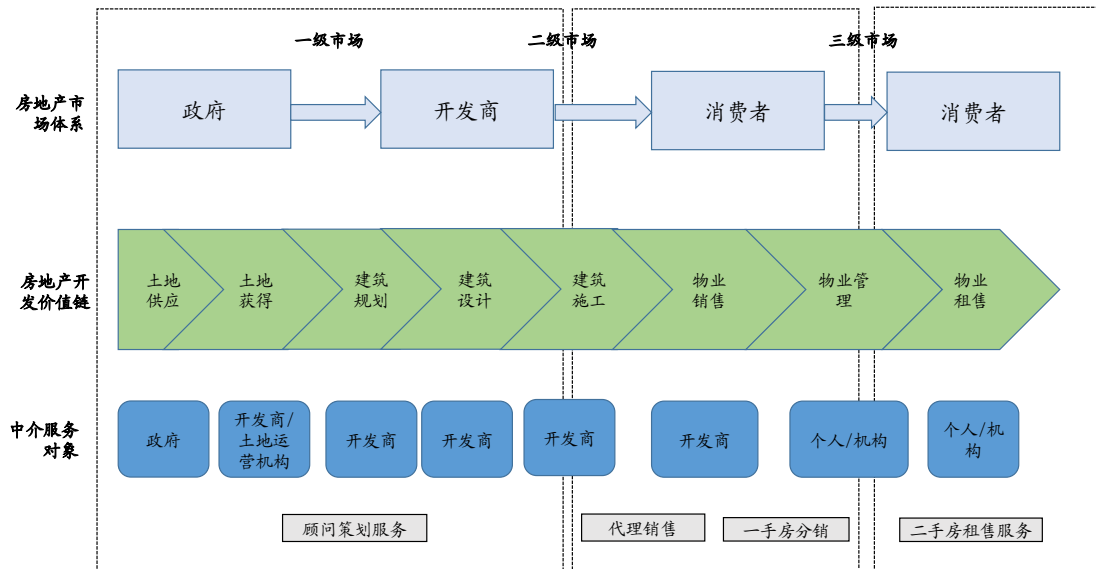 一级市场
二级市场
三级市场
房地产市
场体系
政府
开发商
消费者
消费者
房地产开
发价值链
土地
供应
土地
获得
建筑
规划
建筑
设计
建筑
施工
物业
销售
物业管
理
物业
租售
中介服务
对象
政府
开发商/
土地运
营机构
开发商
开发商
开发商
开发商
个人/机构
个人/机
构
顾问策划服务
代理销售
一手房分销
二手房租售服务